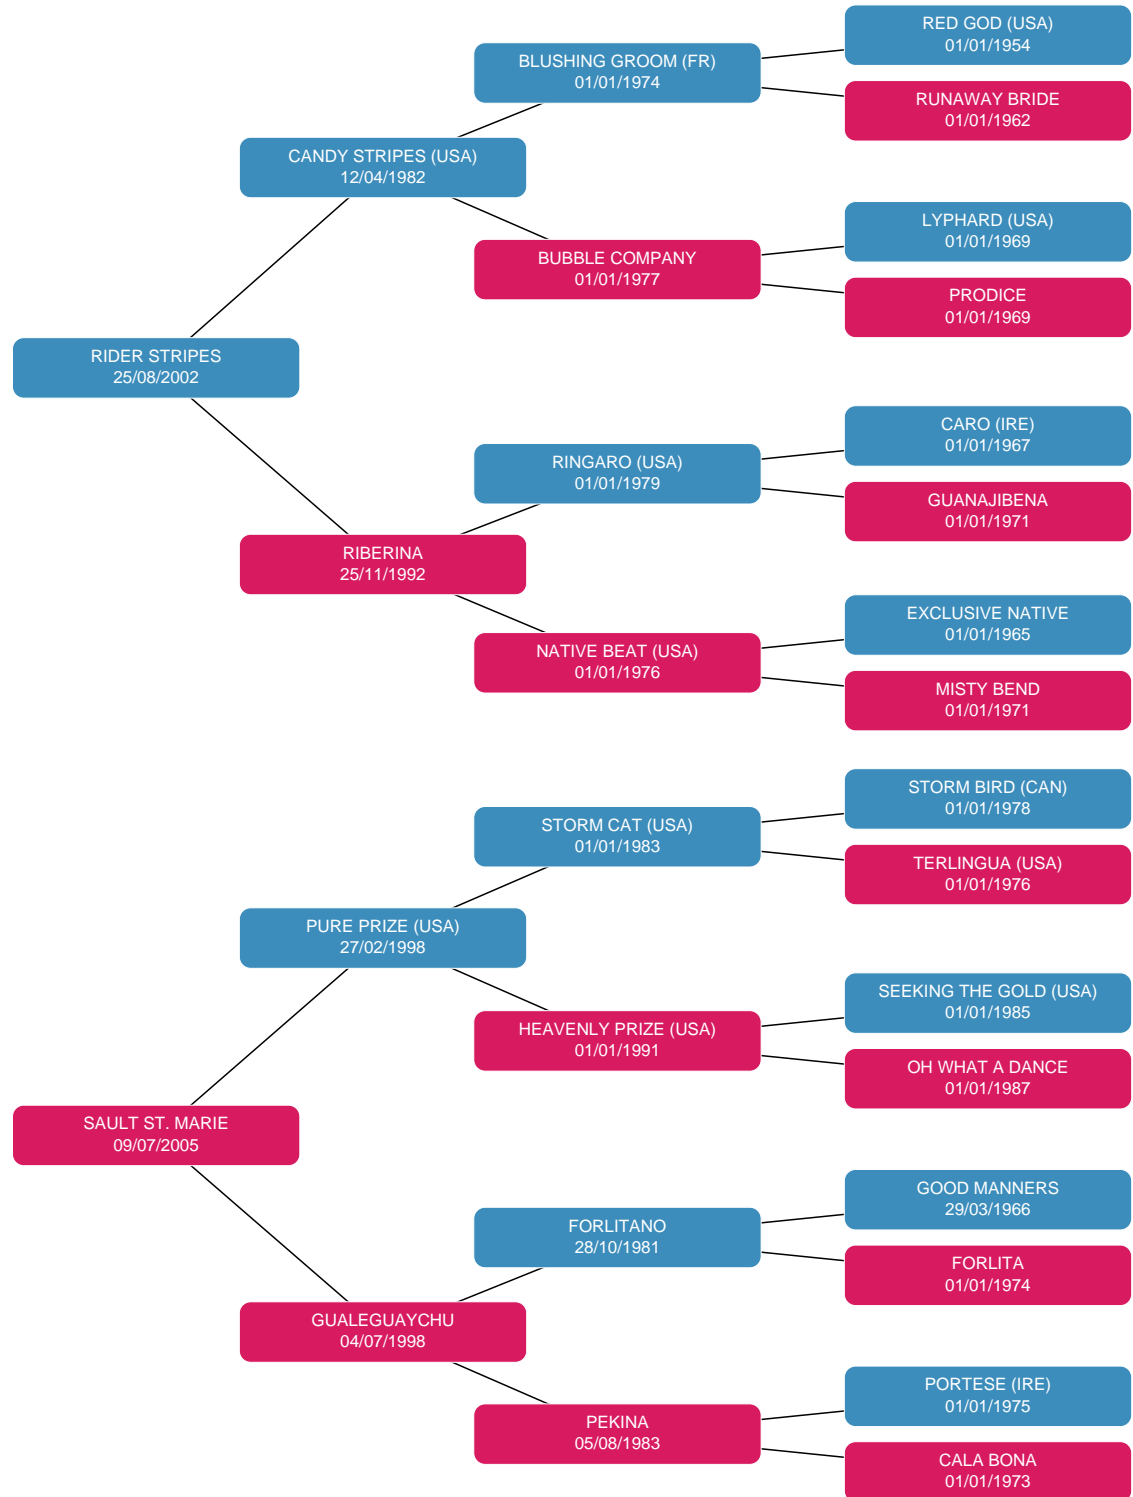 RED GOD (USA)
01/01/1954
BLUSHING GROOM (FR)
01/01/1974
RUNAWAY BRIDE
01/01/1962
CANDY STRIPES (USA)
12/04/1982
LYPHARD (USA)
01/01/1969
BUBBLE COMPANY
01/01/1977
PRODICE
01/01/1969
RIDER STRIPES
25/08/2002
CARO (IRE)
01/01/1967
RINGARO (USA)
01/01/1979
GUANAJIBENA
01/01/1971
RIBERINA
25/11/1992
EXCLUSIVE NATIVE
01/01/1965
NATIVE BEAT (USA)
01/01/1976
MISTY BEND
01/01/1971
STORM BIRD (CAN)
01/01/1978
STORM CAT (USA)
01/01/1983
TERLINGUA (USA)
01/01/1976
PURE PRIZE (USA)
27/02/1998
SEEKING THE GOLD (USA)
01/01/1985
HEAVENLY PRIZE (USA)
01/01/1991
OH WHAT A DANCE
01/01/1987
SAULT ST. MARIE
09/07/2005
GOOD MANNERS
29/03/1966
FORLITANO
28/10/1981
FORLITA
01/01/1974
GUALEGUAYCHU
04/07/1998
PORTESE (IRE)
01/01/1975
PEKINA
05/08/1983
CALA BONA
01/01/1973